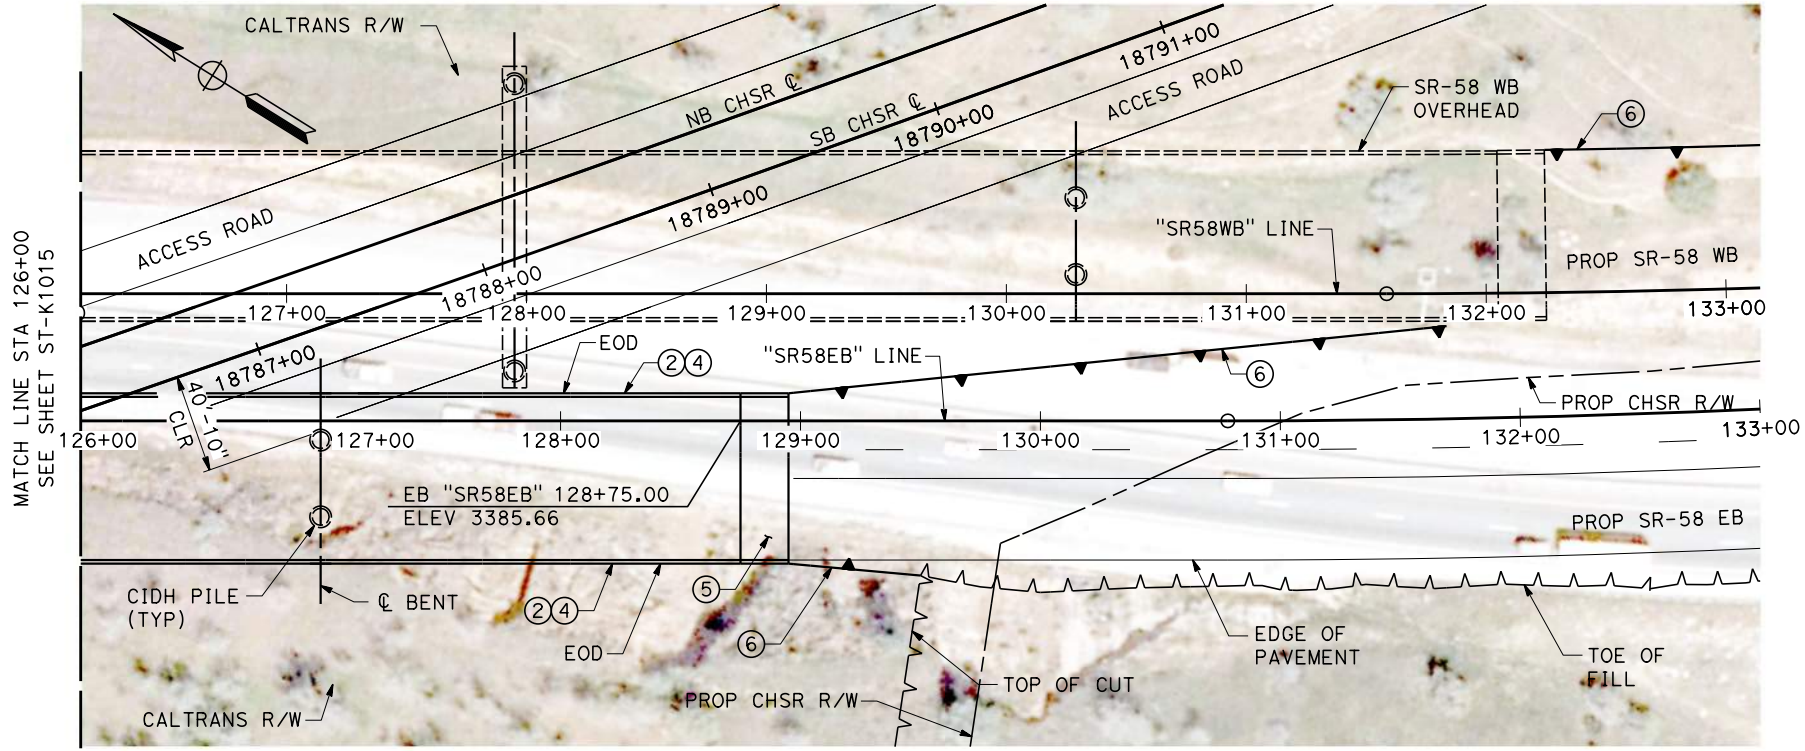 CALTRANS R/W
NB CHSR ℄
SB CHSR ℄
18791+00
18790+00
18789+00
18788+00
18787+00
ACCESS ROAD
ACCESS ROAD
SR-58 WB
OVERHEAD
6
"SR58WB" LINE
PROP SR-58 WB
127+00
128+00
129+00
130+00
131+00
132+00
133+00
MATCH LINE STA 126+00
SEE SHEET ST-K1015
EOD
2 4
"SR58EB" LINE
6
PROP CHSR R/W
40'-10"
CLR
126+00
127+00
128+00
129+00
130+00
131+00
132+00
133+00
EB "SR58EB" 128+75.00
ELEV 3385.66
PROP SR-58 EB
CIDH PILE
(TYP)
℄ BENT
2 4
5
6
EOD
EDGE OF
PAVEMENT
TOE OF
FILL
TOP OF CUT
PROP CHSR R/W
CALTRANS R/W